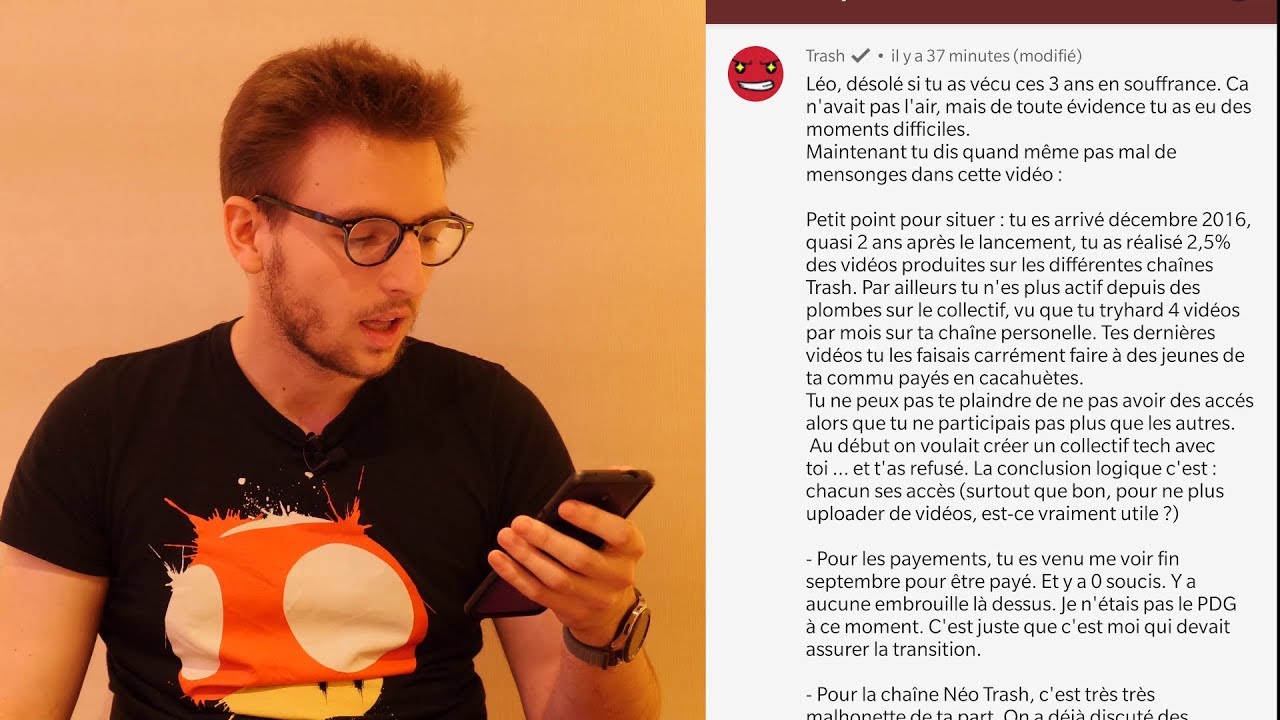 Trash ✔ • il y a 37 minutes (modifié)
Léo, désolé si tu as vécu ces 3 ans en souffrance. Ca
n'avait pas l'air, mais de toute évidence tu as eu des
moments difficiles.
Maintenant tu dis quand même pas mal de
mensonges dans cette vidéo :
Petit point pour situer : tu es arrivé décembre 2016,
quasi 2 ans après le lancement, tu as réalisé 2,5%
des vidéos produites sur les différentes chaînes
Trash. Par ailleurs tu n'es plus actif depuis des
plombes sur le collectif, vu que tu tryhard 4 vidéos
par mois sur ta chaîne personelle. Tes dernières
vidéos tu les faisais carrément faire à des jeunes de
ta commu payés en cacahuètes.
Tu ne peux pas te plaindre de ne pas avoir des accés
alors que tu ne participais pas plus que les autres.
Au début on voulait créer un collectif tech avec
toi ... et t'as refusé. La conclusion logique c'est :
chacun ses accès (surtout que bon, pour ne plus
uploader de vidéos, est-ce vraiment utile ?)
- Pour les payements, tu es venu me voir fin
septembre pour être payé. Et y a 0 soucis. Y a
aucune embrouille là dessus. Je n'étais pas le PDG
à ce moment. C'est juste que c'est moi qui devait
assurer la transition.
- Pour la chaîne Néo Trash, c'est très très
malhonette de ta part. On a déjà discuté des